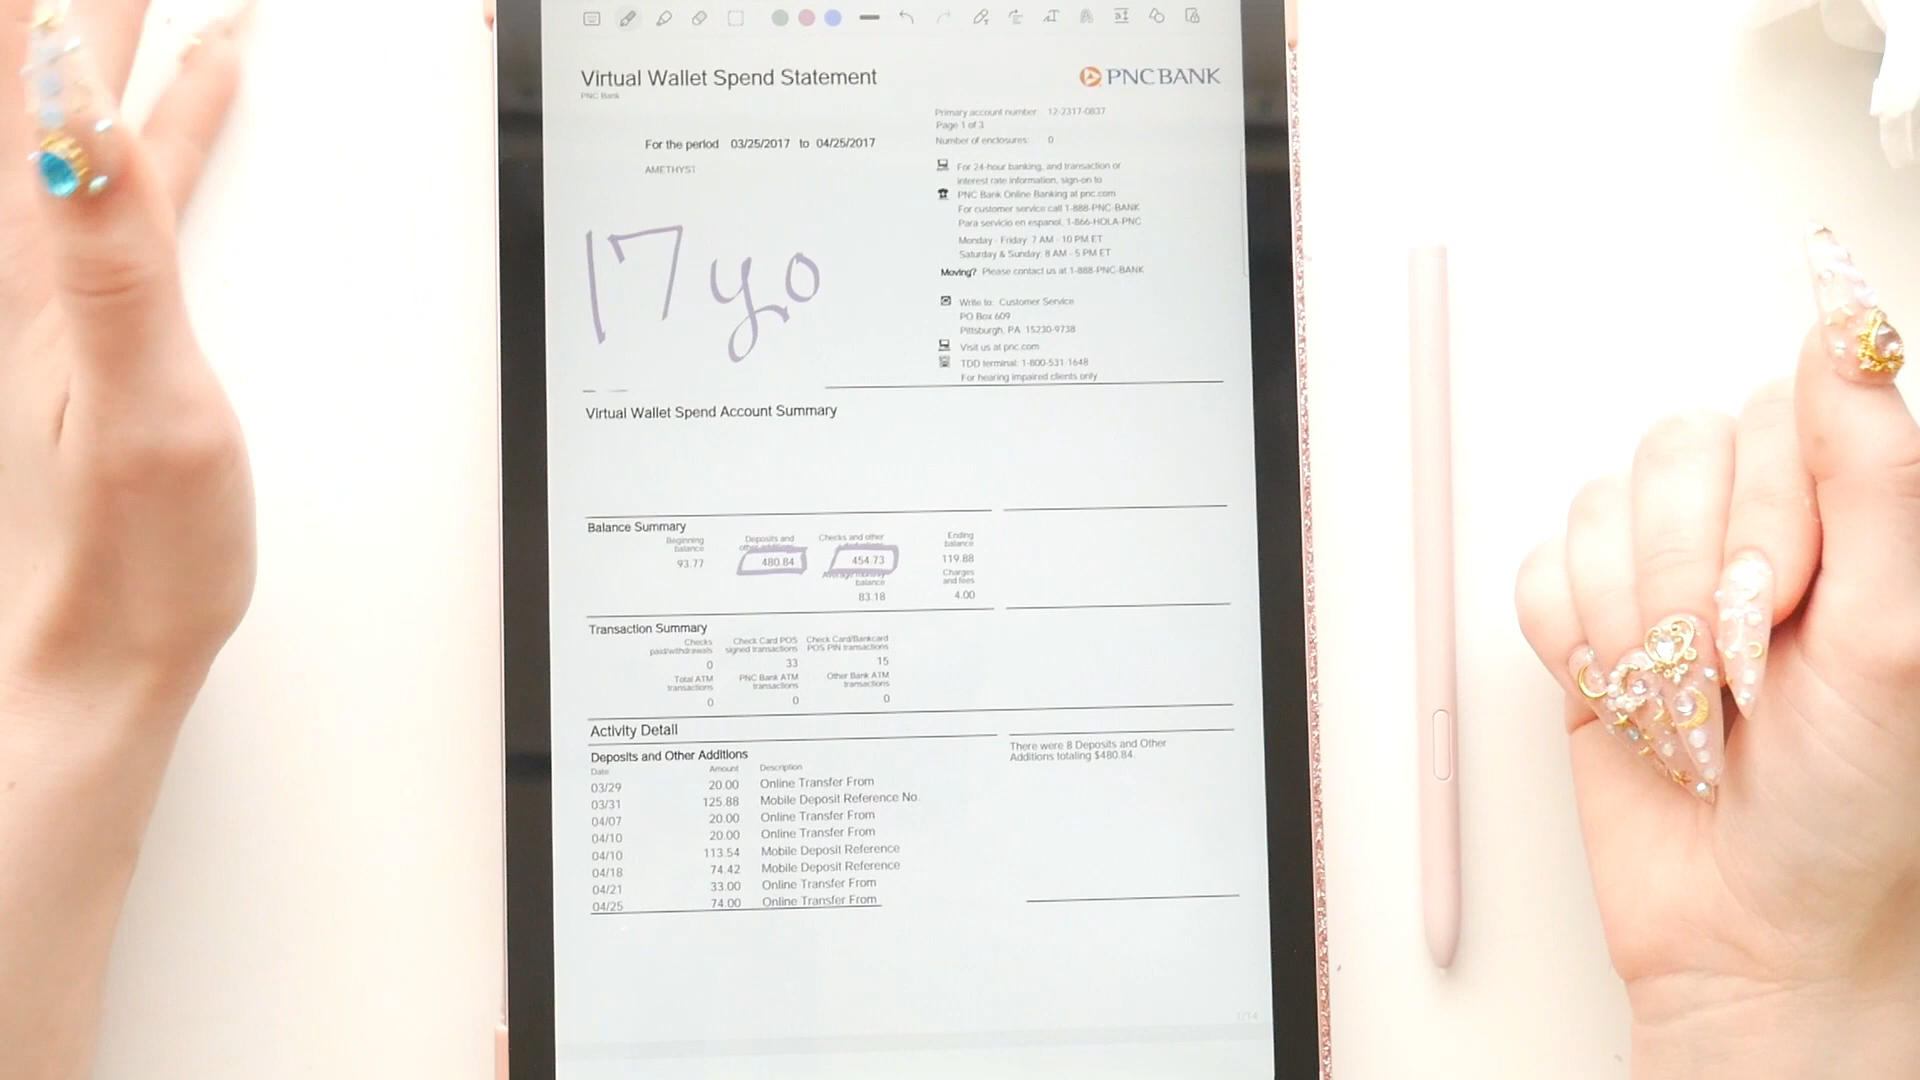 Virtual Wallet Spend Statement
PNC Bank
PNC BANK
Primary account number 12-2317-0837
Page 1 of 3
Number of enclosures: 0
For the period 03/25/2017 to 04/25/2017
AMETHYST
For 24-hour banking, and transaction or
interest rate information, sign-on to
PNC Bank Online Banking at pnc.com
For customer service call 1-888-PNC-BANK
Para servicio en espanol, 1-866-HOLA-PNC
Monday - Friday: 7 AM - 10 PM ET
Saturday & Sunday: 8 AM - 5 PM ET
Moving? Please contact us at 1-888-PNC-BANK
Write to: Customer Service
PO Box 609
Pittsburgh, PA 15230-9738
Visit us at pnc.com
TDD terminal: 1-800-531-1648
For hearing impaired clients only
17 yo
Virtual Wallet Spend Account Summary
Balance Summary
Beginning balance Deposits and other additions Checks and other Ending balance
93.77 480.84 454.73 119.88
Average monthly balance Charges and fees
83.18 4.00
Transaction Summary
Checks paid/withdrawals Check Card POS signed transactions Check Card/Bankcard POS PIN transactions
0 33 15
Total ATM transactions PNC Bank ATM transactions Other Bank ATM transactions
0 0 0
Activity Detail
Deposits and Other Additions
There were 8 Deposits and Other
Additions totaling $480.84.
Date Amount Description
03/29 20.00 Online Transfer From
03/31 125.88 Mobile Deposit Reference No.
04/07 20.00 Online Transfer From
04/10 20.00 Online Transfer From
04/10 113.54 Mobile Deposit Reference
04/18 74.42 Mobile Deposit Reference
04/21 33.00 Online Transfer From
04/25 74.00 Online Transfer From
1/14